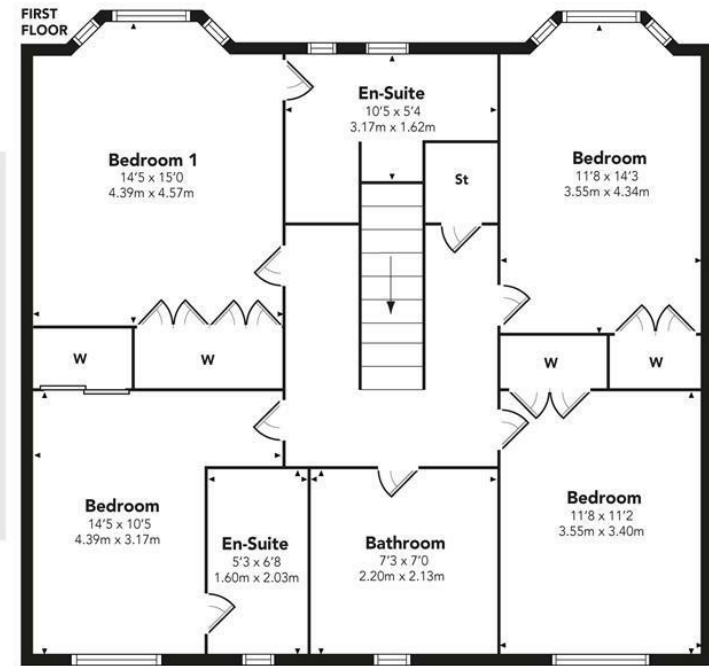 FIRST
FLOOR
En-Suite
10'5 x 5'4
3.17m x 1.62m
Bedroom 1
14'5 x 15'0
4.39m x 4.57m
Bedroom
11'8 x 14'3
3.55m x 4.34m
St
W
W
W
W
Bedroom
14'5 x 10'5
4.39m x 3.17m
En-Suite
5'3 x 6'8
1.60m x 2.03m
Bathroom
7'3 x 7'0
2.20m x 2.13m
Bedroom
11'8 x 11'2
3.55m x 3.40m